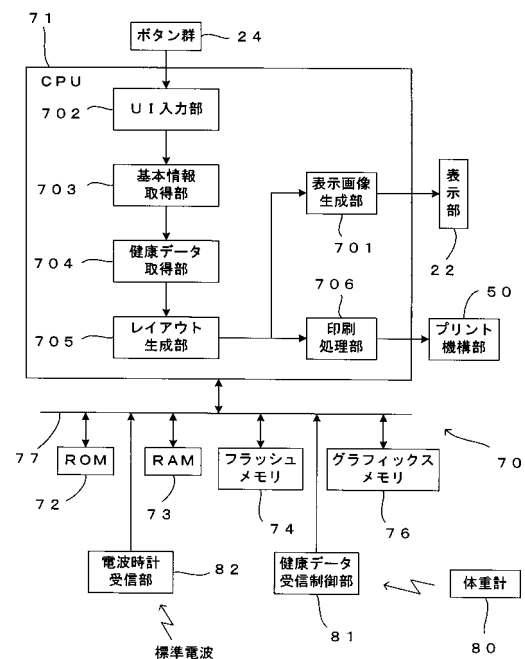 71
ボタン群
24
CPU
702
UI入力部
703
基本情報
取得部
表示画像
生成部
701
表示部
22
704
健康データ
取得部
706
705
レイアウト
生成部
印刷
処理部
50
プリント
機構部
77
70
ROM
72
RAM
73
フラッシュ
メモリ
74
グラフィックス
メモリ
76
電波時計
受信部
82
健康データ
受信制御部
81
体重計
80
標準電波